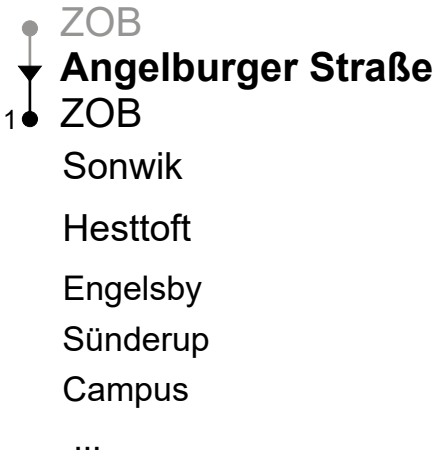 ZOB
Angelburger Straße
1 ZOB
Sonwik
Hesttoft
Engelsby
Sünderup
Campus
...